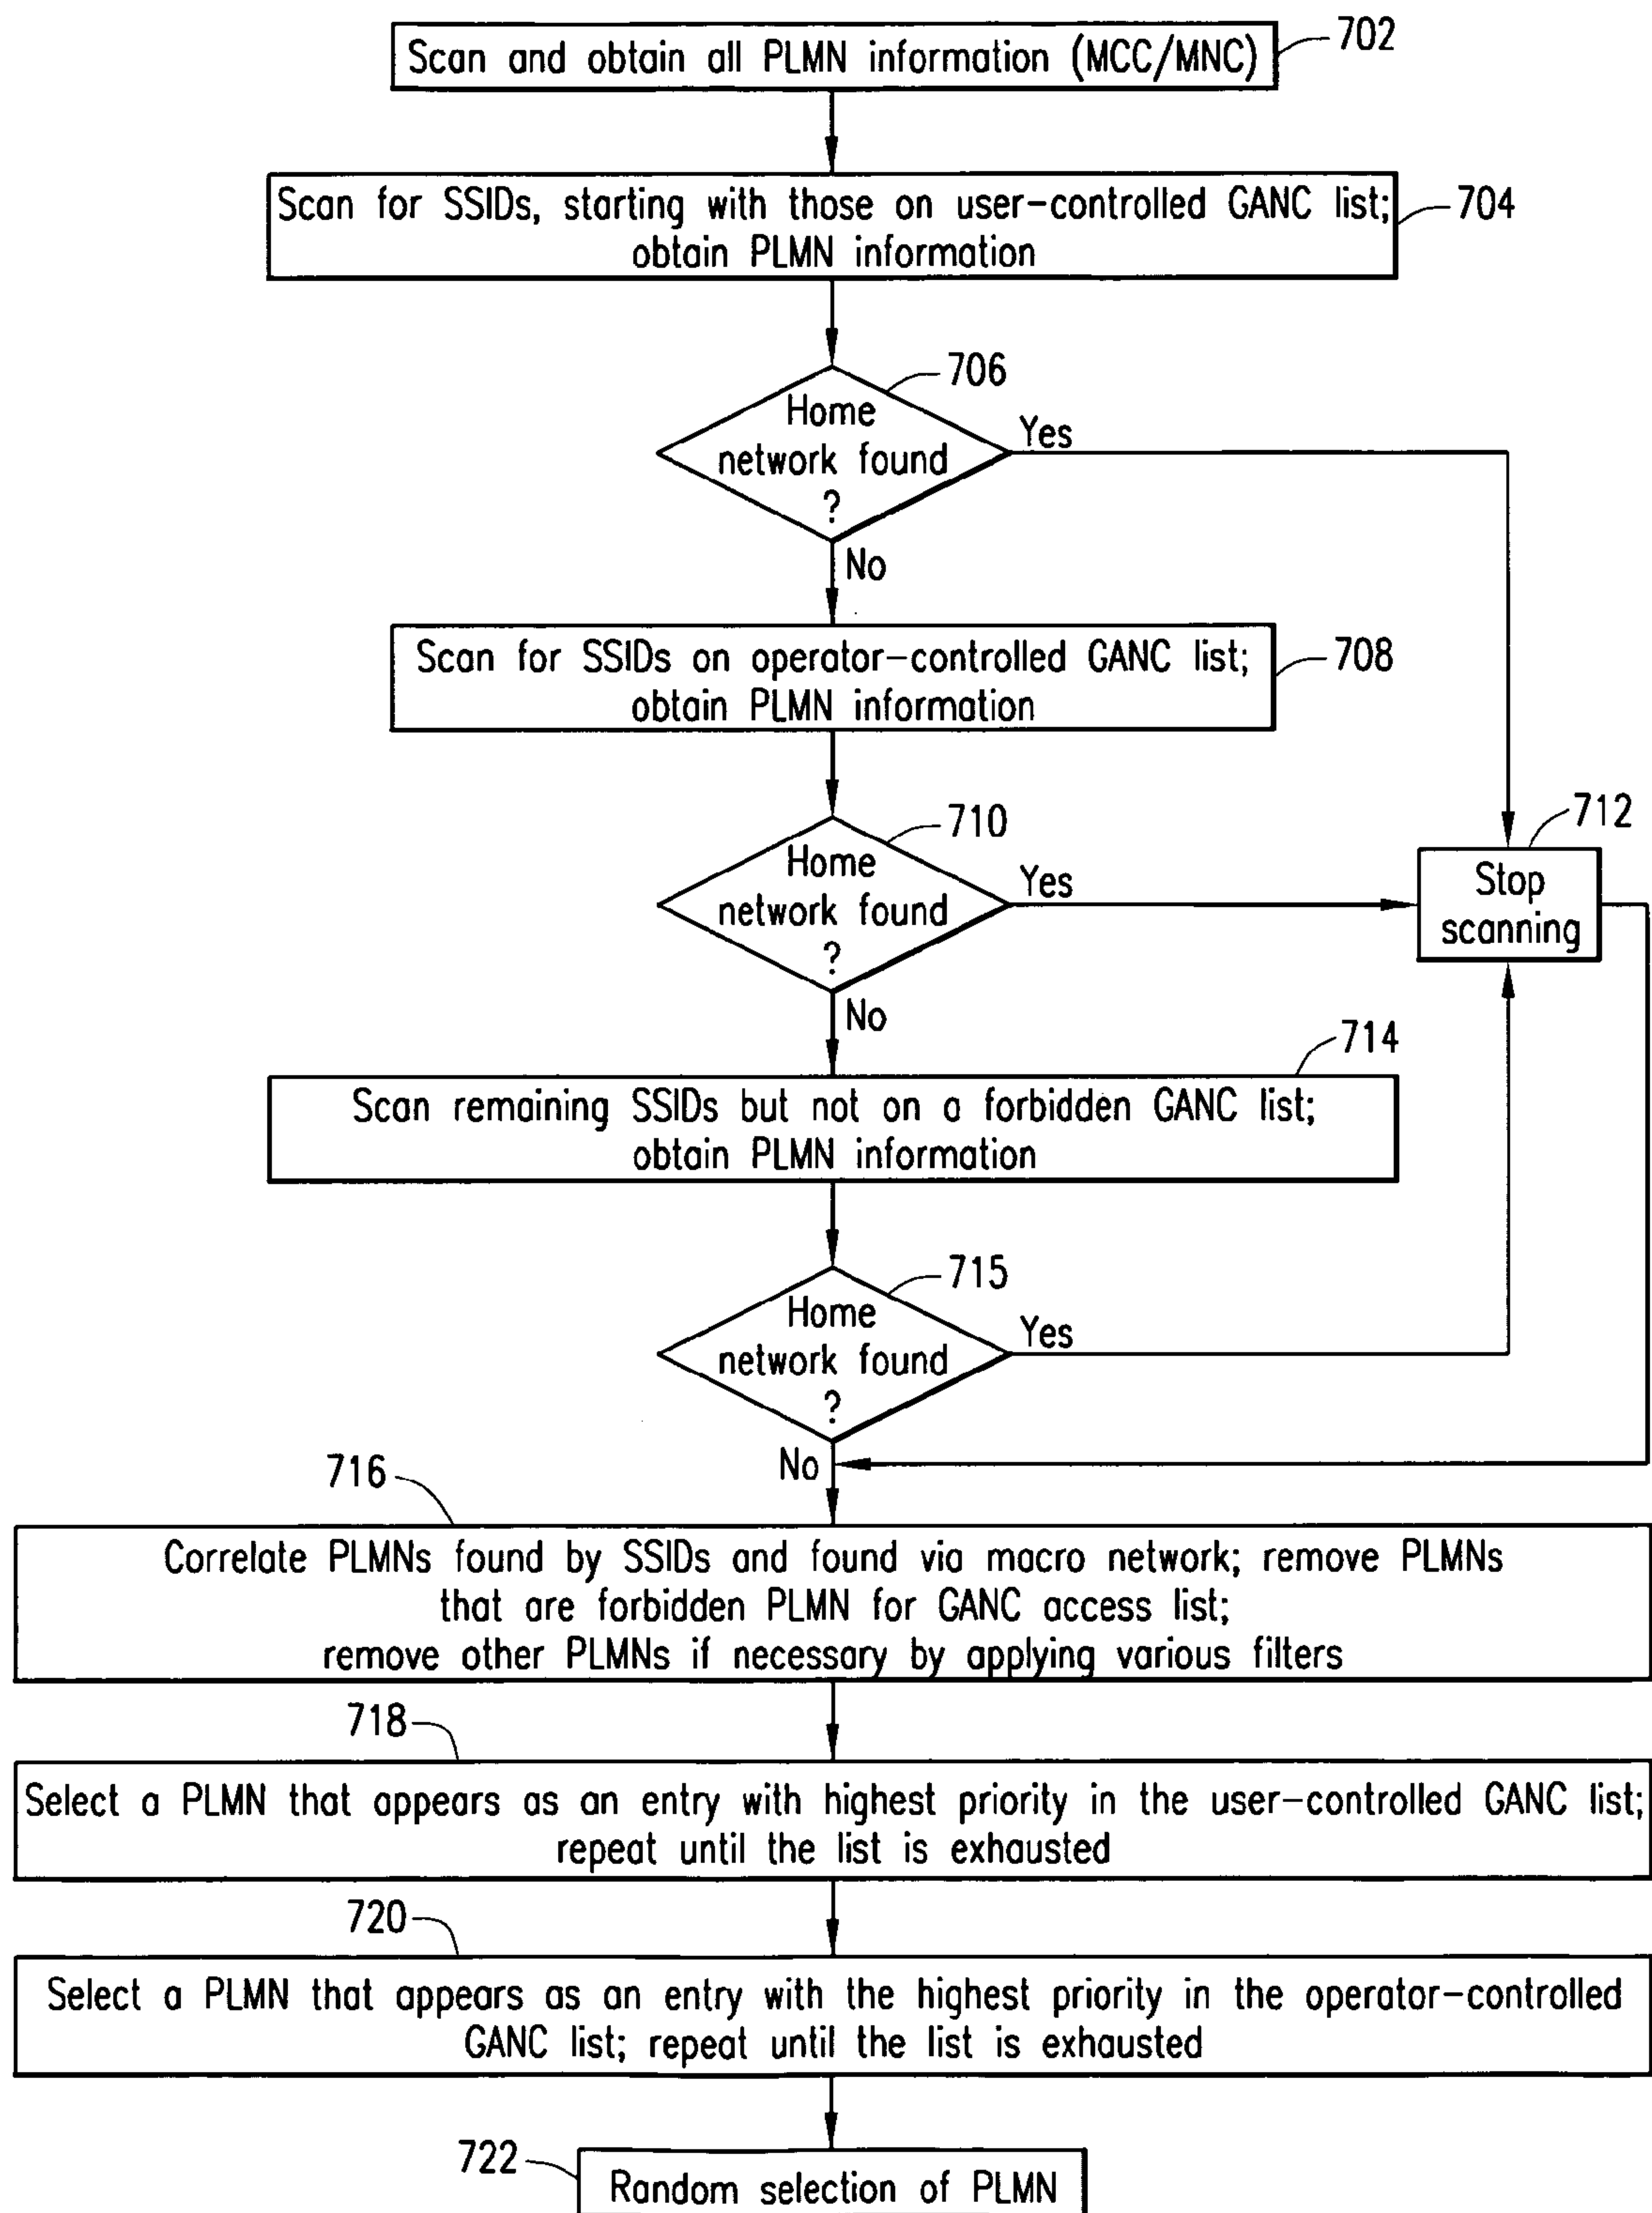 Scan and obtain all PLMN information (MCC/MNC)
702
Scan for SSIDs, starting with those on user-controlled GANC list;
obtain PLMN information
704
706
Home
network found
?
Yes
No
Scan for SSIDs on operator-controlled GANC list;
obtain PLMN information
708
710
Home
network found
?
Yes
712
Stop
scanning
No
714
Scan remaining SSIDs but not on a forbidden GANC list;
obtain PLMN information
715
Home
network found
?
Yes
No
716
Correlate PLMNs found by SSIDs and found via macro network; remove PLMNs
that are forbidden PLMN for GANC access list;
remove other PLMNs if necessary by applying various filters
718
Select a PLMN that appears as an entry with highest priority in the user-controlled GANC list;
repeat until the list is exhausted
720
Select a PLMN that appears as an entry with the highest priority in the operator-controlled
GANC list; repeat until the list is exhausted
722
Random selection of PLMN